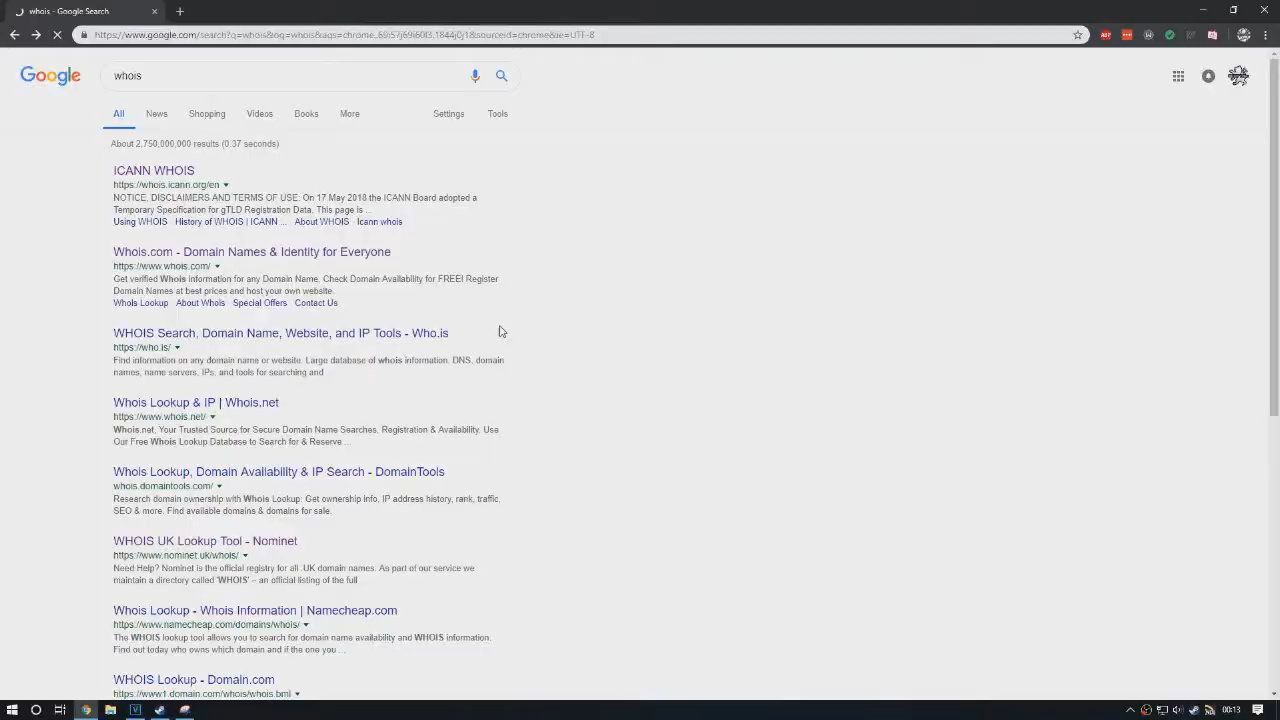 whois - Google Search
https://www.google.com/search?q=whois&oq=whois&aqs=chrome..69i57j69i60l3.1844j0j1&sourceid=chrome&ie=UTF-8
Google
whois
All News Shopping Videos Books More Settings Tools
About 2,750,000,000 results (0.37 seconds)
ICANN WHOIS
https://whois.icann.org/en
NOTICE, DISCLAIMERS AND TERMS OF USE: On 17 May 2018 the ICANN Board adopted a
Temporary Specification for gTLD Registration Data. This page is ...
Using WHOIS · History of WHOIS | ICANN ... · About WHOIS · Icann whois
Whois.com - Domain Names & Identity for Everyone
https://www.whois.com/
Get verified Whois information for any Domain Name, Check Domain Availability for FREE! Register
Domain Names at best prices and host your own website.
Whois Lookup · About Whois · Special Offers · Contact Us
WHOIS Search, Domain Name, Website, and IP Tools - Who.is
https://who.is/
Find information on any domain name or website. Large database of whois information, DNS, domain
names, name servers, IPs, and tools for searching and ...
Whois Lookup & IP | Whois.net
https://www.whois.net/
Whois.net, Your Trusted Source for Secure Domain Name Searches, Registration & Availability. Use
Our Free Whois Lookup Database to Search for & Reserve ...
Whois Lookup, Domain Availability & IP Search - DomainTools
whois.domaintools.com/
Research domain ownership with Whois Lookup: Get ownership info, IP address history, rank, traffic,
SEO & more. Find available domains & domains for sale.
WHOIS UK Lookup Tool - Nominet
https://www.nominet.uk/whois/
Need Help? Nominet is the official registry for all .UK domain names. As part of our service we
maintain a directory called 'WHOIS' – an official listing of the full ...
Whois Lookup - Whois Information | Namecheap.com
https://www.namecheap.com/domains/whois/
The WHOIS lookup tool allows you to search for domain name availability and WHOIS information.
Find out today who owns which domain and if the one you ...
WHOIS Lookup - Domain.com
https://www1.domain.com/whois/whois.bml
00:13